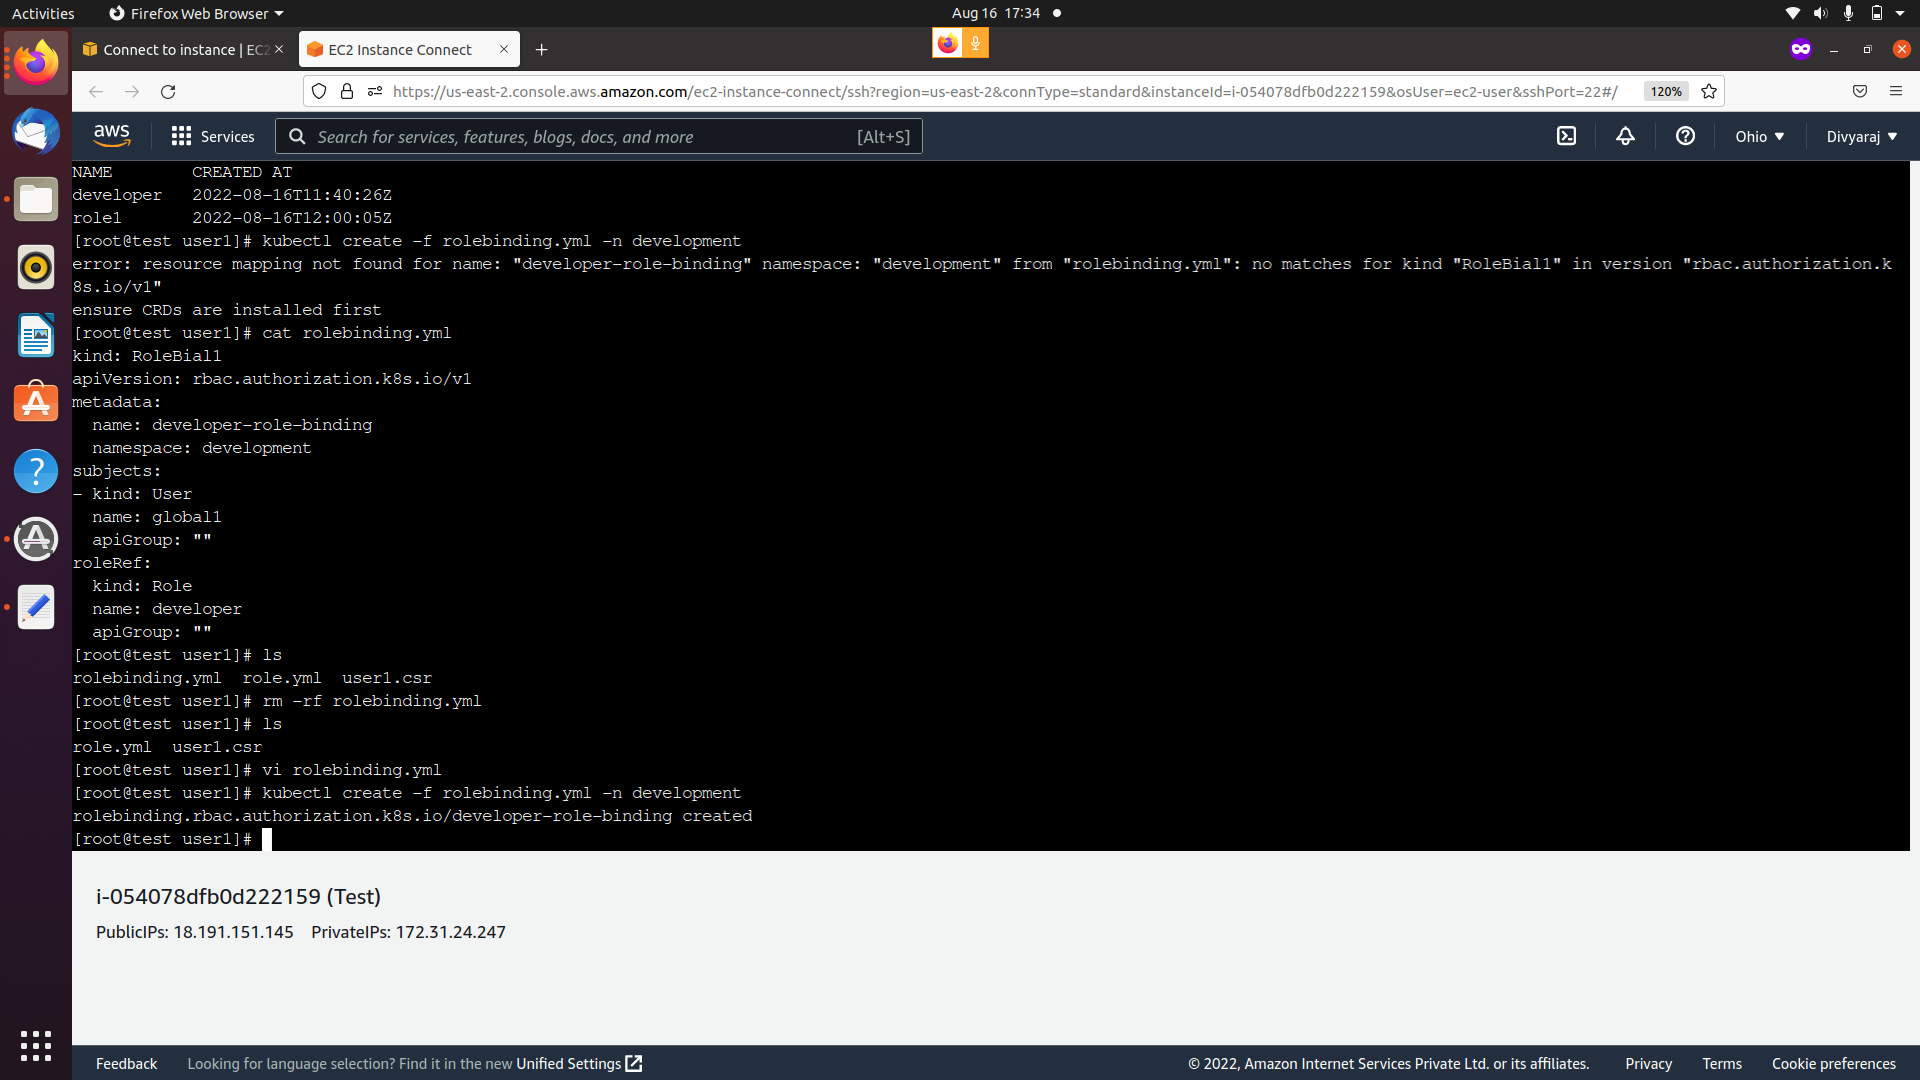 Activities
Firefox Web Browser
Aug 16 17:34
Connect to instance | EC2
EC2 Instance Connect
https://us-east-2.console.aws.amazon.com/ec2-instance-connect/ssh?region=us-east-2&connType=standard&instanceId=i-054078dfb0d222159&osUser=ec2-user&sshPort=22#/
120%
aws
Services
Search for services, features, blogs, docs, and more
[Alt+S]
Ohio
Divyaraj
NAME        CREATED AT
developer   2022-08-16T11:40:26Z
role1       2022-08-16T12:00:05Z
[root@test user1]# kubectl create -f rolebinding.yml -n development
error: resource mapping not found for name: "developer-role-binding" namespace: "development" from "rolebinding.yml": no matches for kind "RoleBial1" in version "rbac.authorization.k
8s.io/v1"
ensure CRDs are installed first
[root@test user1]# cat rolebinding.yml
kind: RoleBial1
apiVersion: rbac.authorization.k8s.io/v1
metadata:
  name: developer-role-binding
  namespace: development
subjects:
- kind: User
  name: global1
  apiGroup: ""
roleRef:
  kind: Role
  name: developer
  apiGroup: ""
[root@test user1]# ls
rolebinding.yml  role.yml  user1.csr
[root@test user1]# rm -rf rolebinding.yml
[root@test user1]# ls
role.yml  user1.csr
[root@test user1]# vi rolebinding.yml
[root@test user1]# kubectl create -f rolebinding.yml -n development
rolebinding.rbac.authorization.k8s.io/developer-role-binding created
[root@test user1]#
i-054078dfb0d222159 (Test)
PublicIPs: 18.191.151.145 PrivateIPs: 172.31.24.247
Feedback
Looking for language selection? Find it in the new Unified Settings
© 2022, Amazon Internet Services Private Ltd. or its affiliates.
Privacy
Terms
Cookie preferences